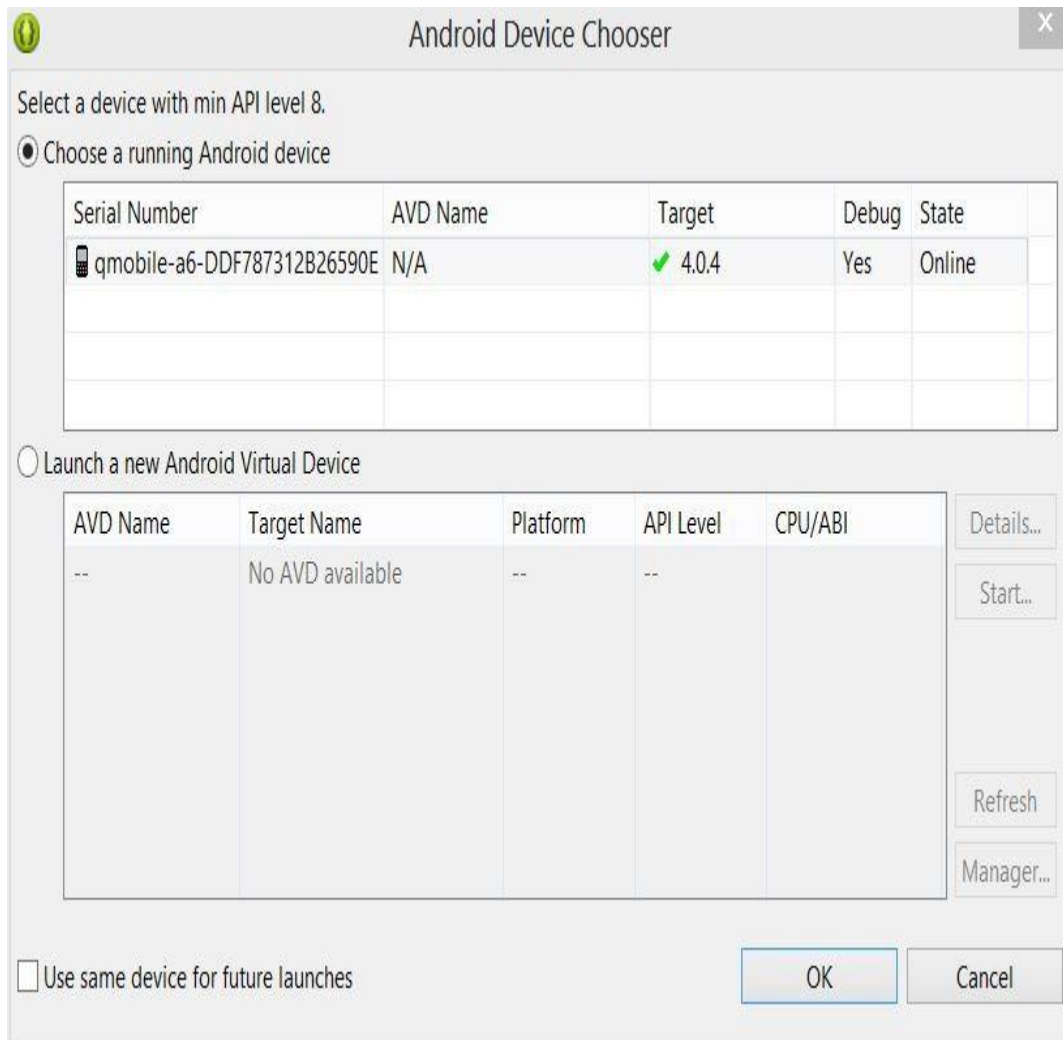 Android Device Chooser
X
Select a device with min API level 8.
Choose a running Android device
Serial Number AVD Name Target Debug State
qmobile-a6-DDF787312B26590E N/A 4.0.4 Yes Online
Launch a new Android Virtual Device
AVD Name Target Name Platform API Level CPU/ABI
Details...
-- No AVD available -- --
Start...
Refresh
Manager...
Use same device for future launches
OK Cancel